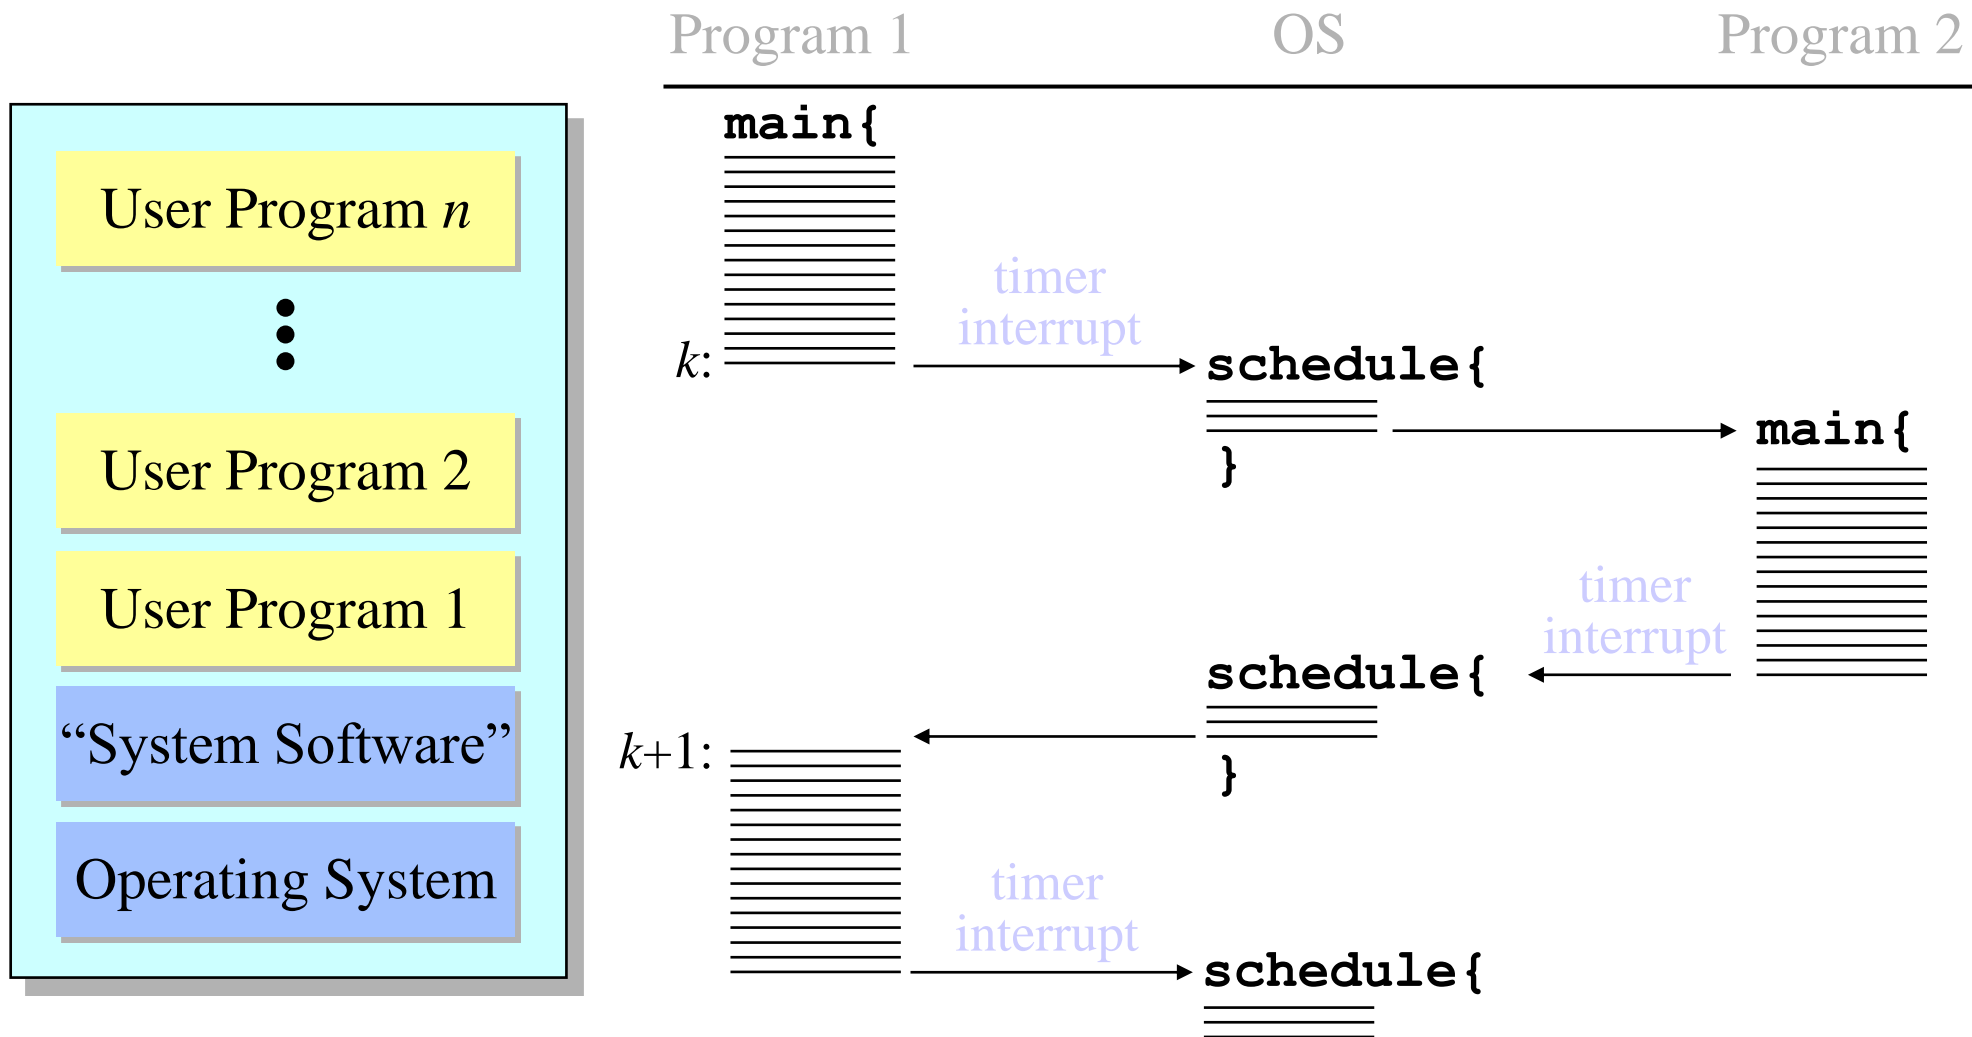 Program 1
OS
Program 2
User Program n
User Program 2
User Program 1
“System Software”
Operating System
main{
timer
interrupt
k:
schedule{
}
main{
timer
interrupt
schedule{
}
k+1:
timer
interrupt
schedule{